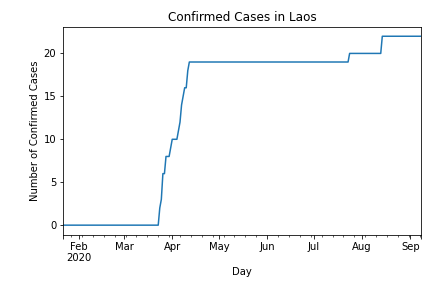 Confirmed Cases in Laos
Number of Confirmed Cases
20
15
10
5
0
Feb Mar Apr May Jun Jul Aug Sep
2020
Day